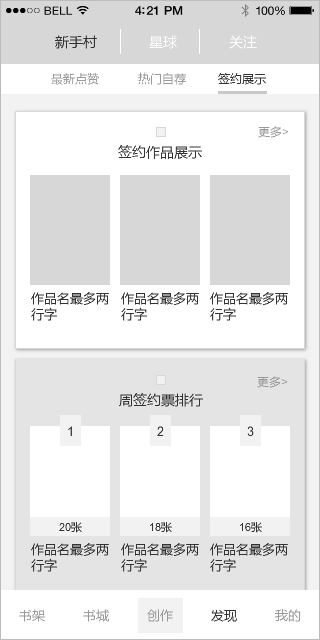 BELL 4:21 PM 100%
新手村 星球 关注
最新点赞 热门自荐 签约展示
更多>
签约作品展示
作品名最多两行字 作品名最多两行字 作品名最多两行字
更多>
周签约票排行
1 2 3
20张 18张 16张
作品名最多两行字 作品名最多两行字 作品名最多两行字
书架 书城 创作 发现 我的